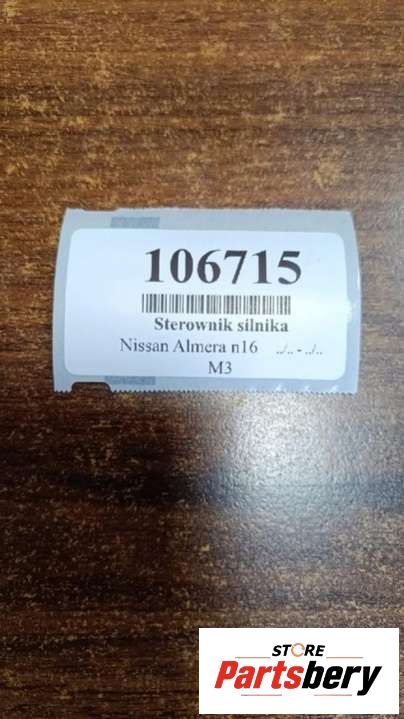 106715
Sterownik silnika
Nissan Almera n16 ../.. - ../..
M3
STORE
Partsbery